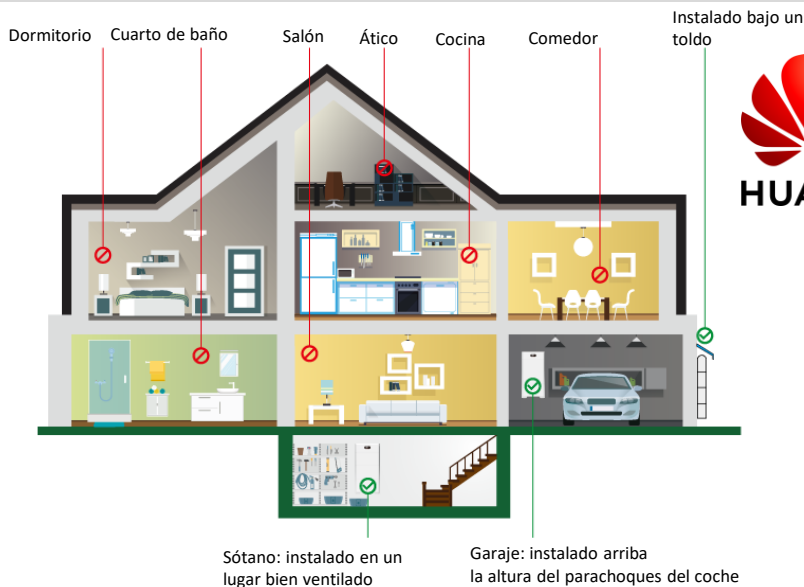 Dormitorio
Cuarto de baño
Salón
Ático
Cocina
Comedor
Instalado bajo un
toldo
Sótano: instalado en un
lugar bien ventilado
Garaje: instalado arriba
la altura del parachoques del coche